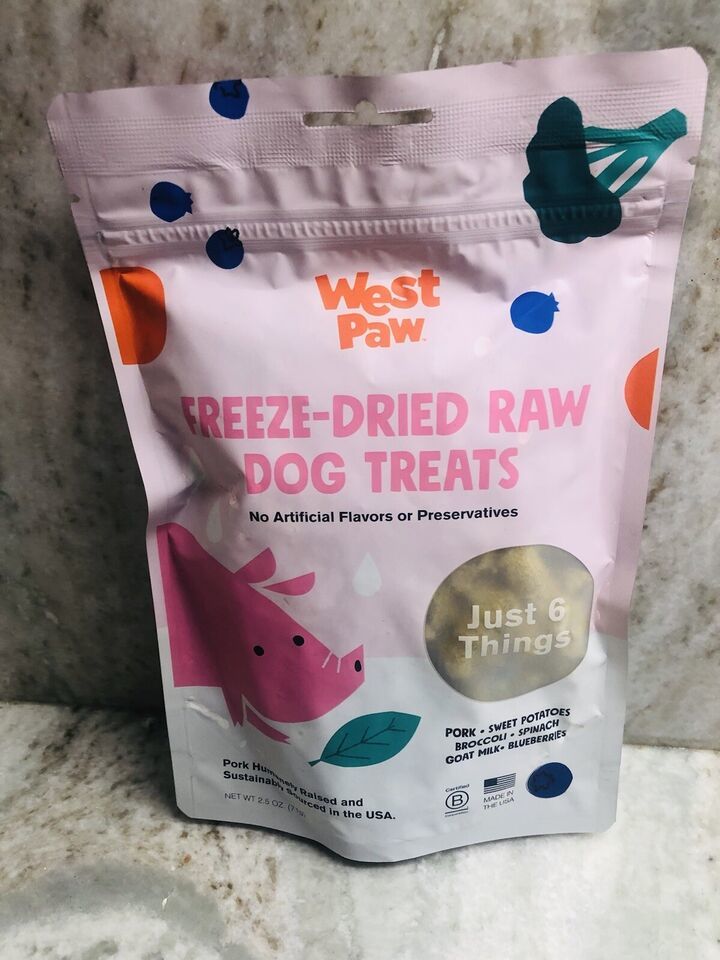 West
Paw
FREEZE-DRIED RAW
DOG TREATS
No Artificial Flavors or Preservatives
Just 6
Things
PORK • SWEET POTATOES
BROCCOLI • SPINACH
GOAT MILK • BLUEBERRIES
Pork Humanely Raised and
Sustainably Sourced in the USA.
NET WT 2.5 OZ. (71g)
Certified
B
MADE IN
THE USA